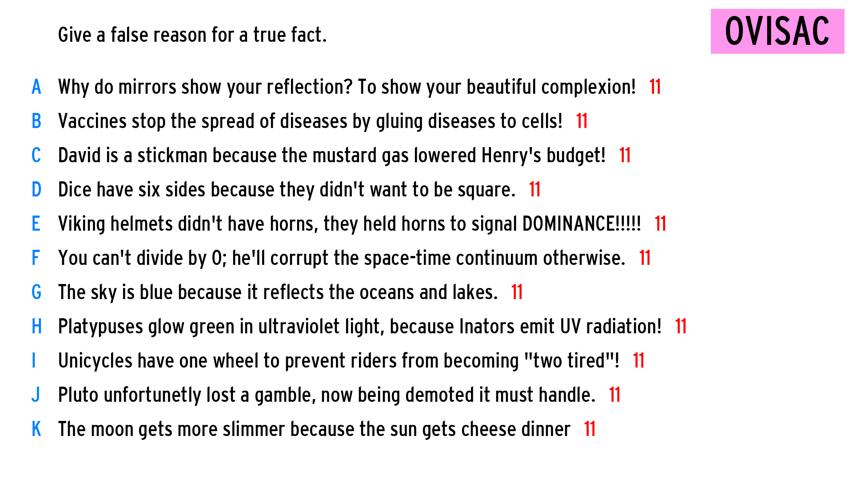 Give a false reason for a true fact.
OVISAC
A Why do mirrors show your reflection? To show your beautiful complexion! 11
B Vaccines stop the spread of diseases by gluing diseases to cells! 11
C David is a stickman because the mustard gas lowered Henry's budget! 11
D Dice have six sides because they didn't want to be square. 11
E Viking helmets didn't have horns, they held horns to signal DOMINANCE!!!!! 11
F You can't divide by 0; he'll corrupt the space-time continuum otherwise. 11
G The sky is blue because it reflects the oceans and lakes. 11
H Platypuses glow green in ultraviolet light, because Inators emit UV radiation! 11
I Unicycles have one wheel to prevent riders from becoming "two tired"! 11
J Pluto unfortunetly lost a gamble, now being demoted it must handle. 11
K The moon gets more slimmer because the sun gets cheese dinner 11